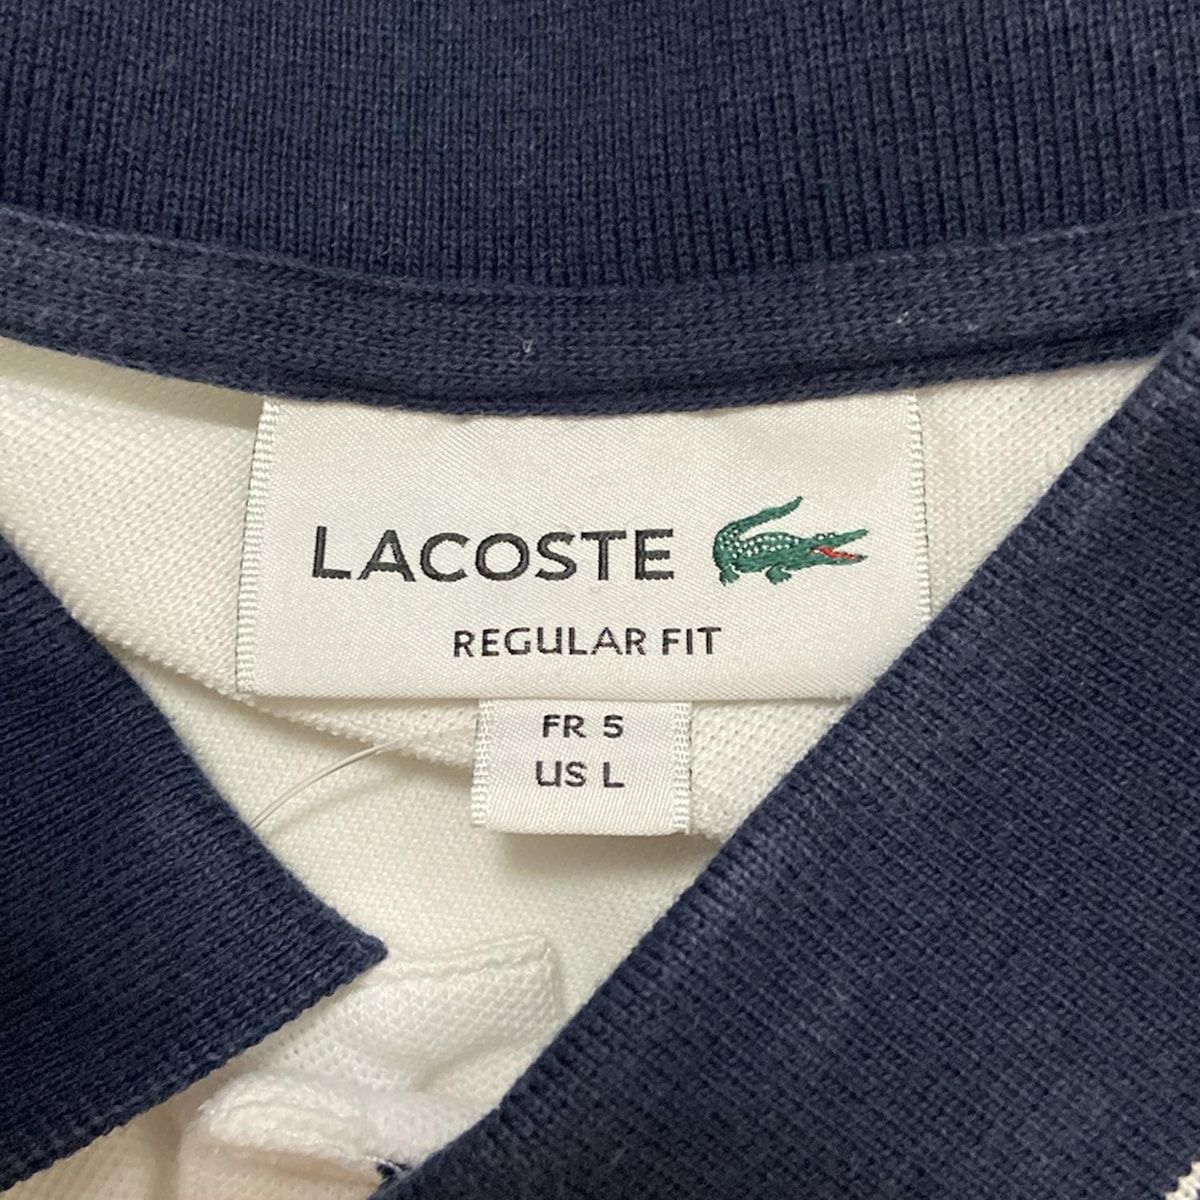 LACOSTE
REGULAR FIT
FR 5
US L